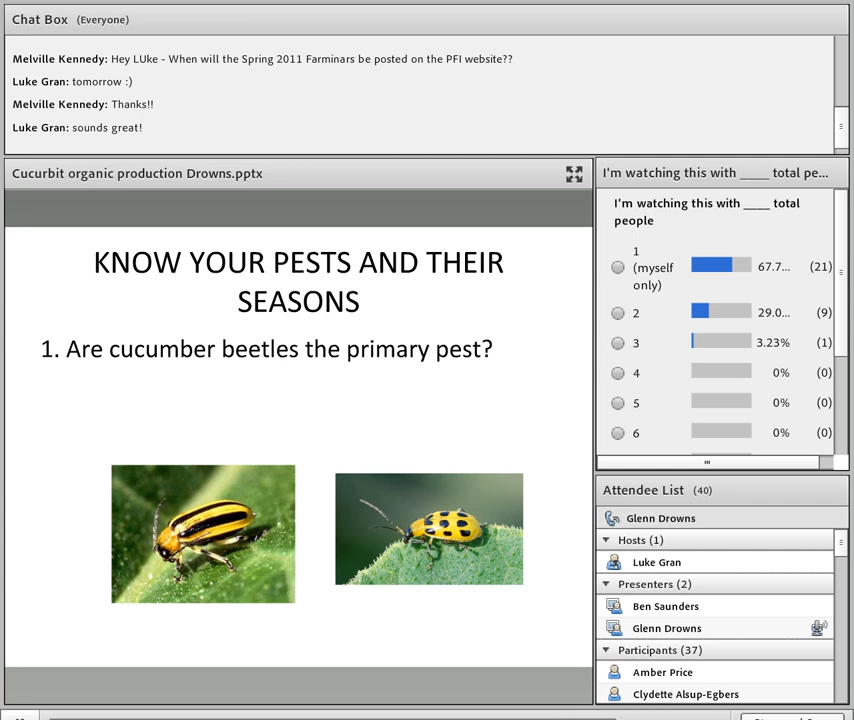 Chat Box (Everyone)
Melville Kennedy: Hey LUke - When will the Spring 2011 Farminars be posted on the PFI website??
Luke Gran: tomorrow :)
Melville Kennedy: Thanks!!
Luke Gran: sounds great!
Cucurbit organic production Drowns.pptx
KNOW YOUR PESTS AND THEIR
SEASONS
1. Are cucumber beetles the primary pest?
I'm watching this with ____ total pe...
I'm watching this with ____ total
people
1
(myself
only)
67.7... (21)
2 29.0... (9)
3 3.23% (1)
4 0% (0)
5 0% (0)
6 0% (0)
Attendee List (40)
Glenn Drowns
Hosts (1)
Luke Gran
Presenters (2)
Ben Saunders
Glenn Drowns
Participants (37)
Amber Price
Clydette Alsup-Egbers